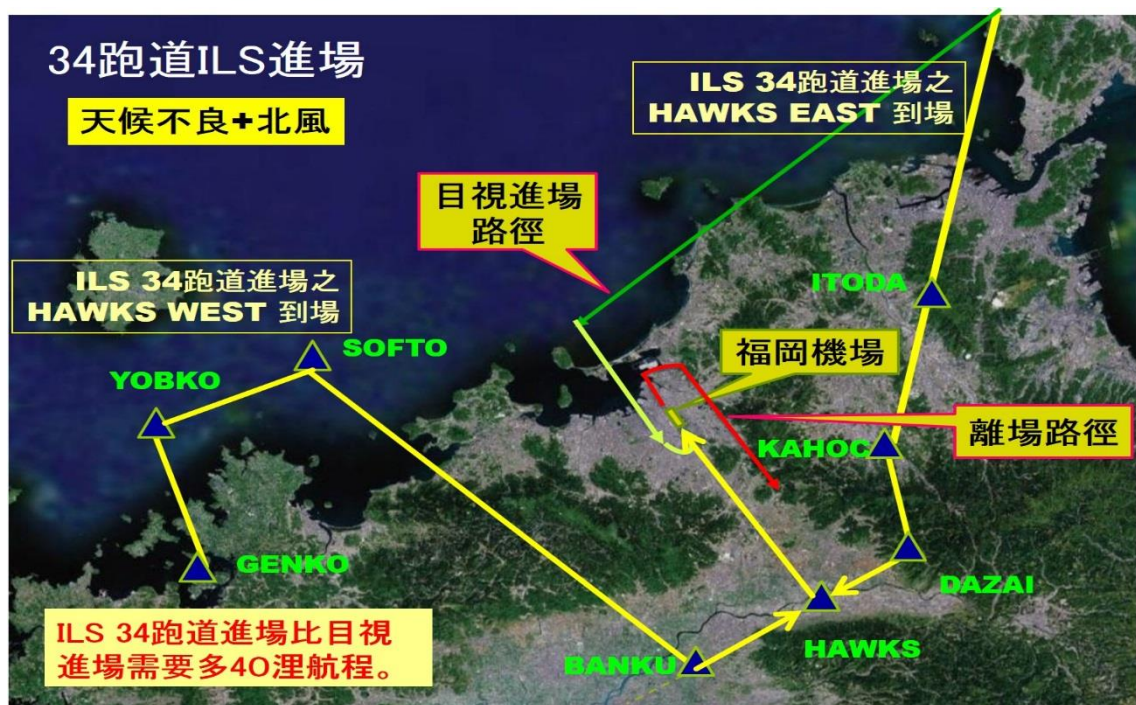 34跑道ILS進場
天候不良+北風
ILS 34跑道進場之
HAWKS EAST 到場
目視進場
路徑
ILS 34跑道進場之
HAWKS WEST 到場
ITODA
SOFTO
福岡機場
YOBKO
離場路徑
KAHOC
GENKO
DAZAI
HAWKS
BANKU
ILS 34跑道進場比目視
進場需要多40浬航程。